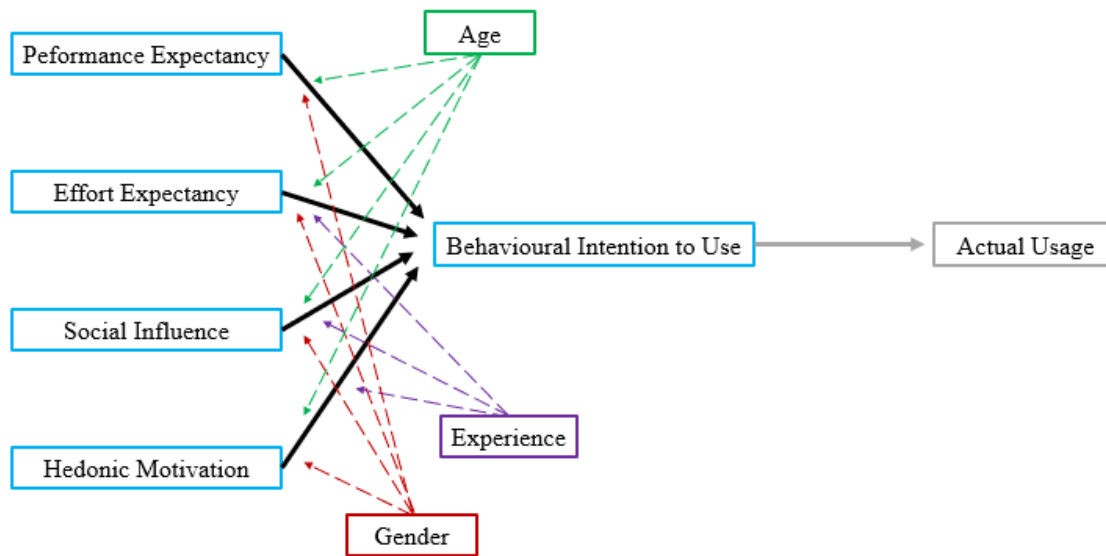 Age
Peformance Expectancy
Effort Expectancy
Behavioural Intention to Use
Actual Usage
Social Influence
Experience
Hedonic Motivation
Gender